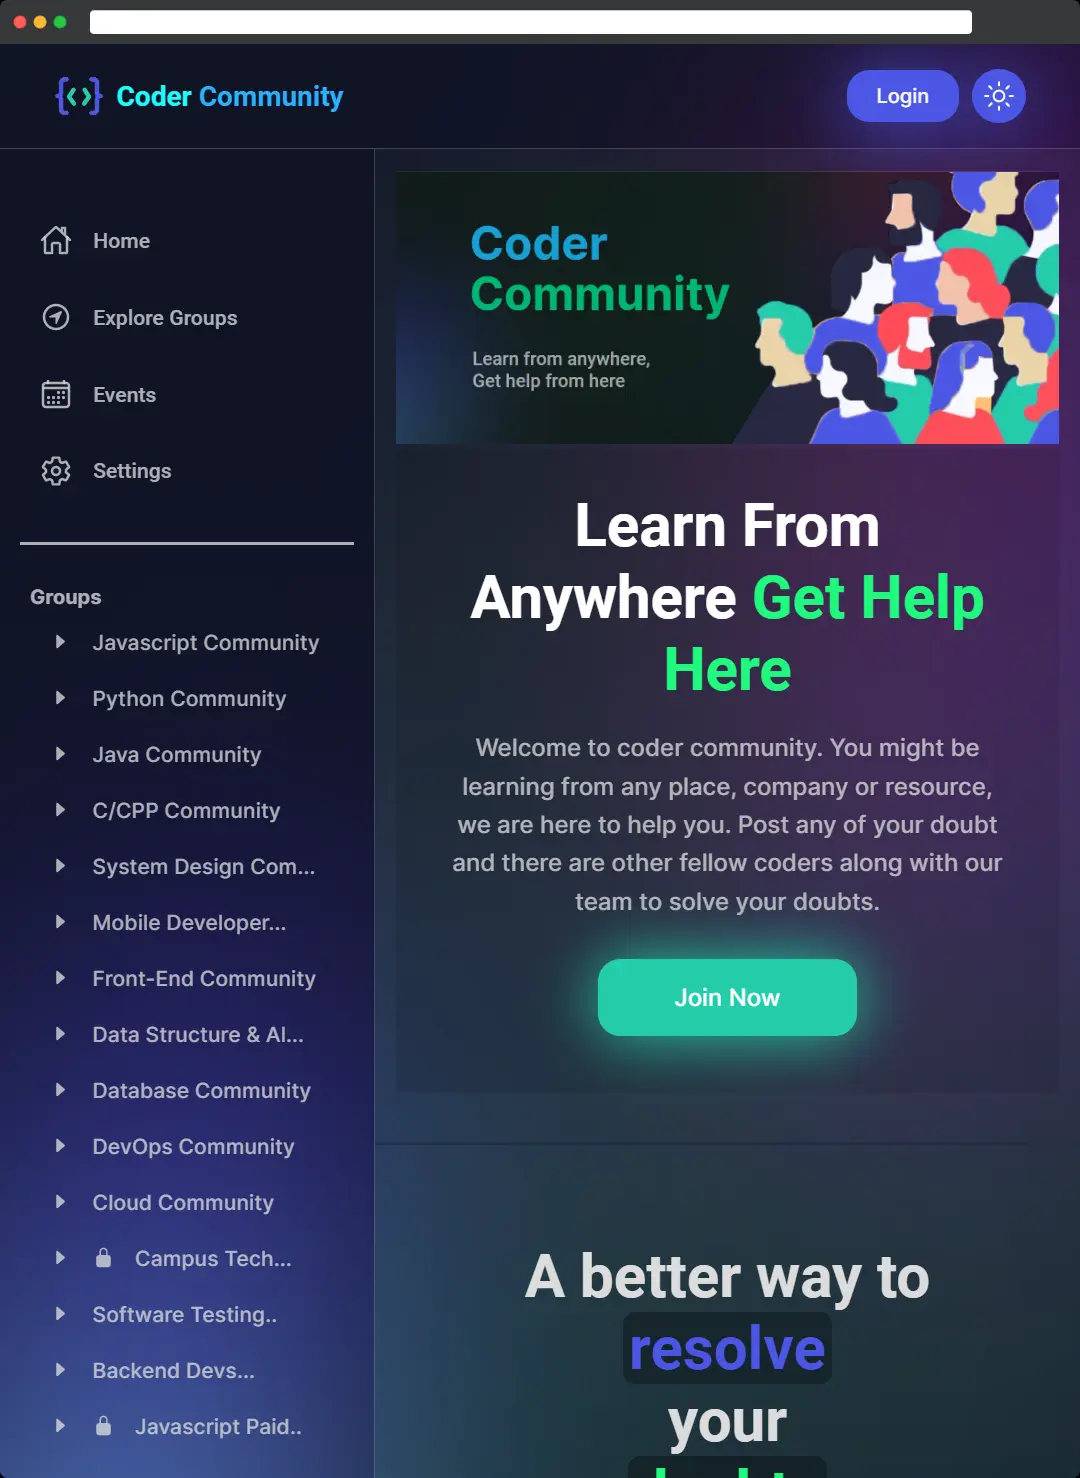 Coder Community
Login
Home
Explore Groups
Events
Settings
Groups
Javascript Community
Python Community
Java Community
C/CPP Community
System Design Com...
Mobile Developer...
Front-End Community
Data Structure & Al...
Database Community
DevOps Community
Cloud Community
Campus Tech...
Software Testing..
Backend Devs...
Javascript Paid..
Coder
Community
Learn from anywhere,
Get help from here
Learn From
Anywhere Get Help
Here
Welcome to coder community. You might be
learning from any place, company or resource,
we are here to help you. Post any of your doubt
and there are other fellow coders along with our
team to solve your doubts.
Join Now
A better way to
resolve
your